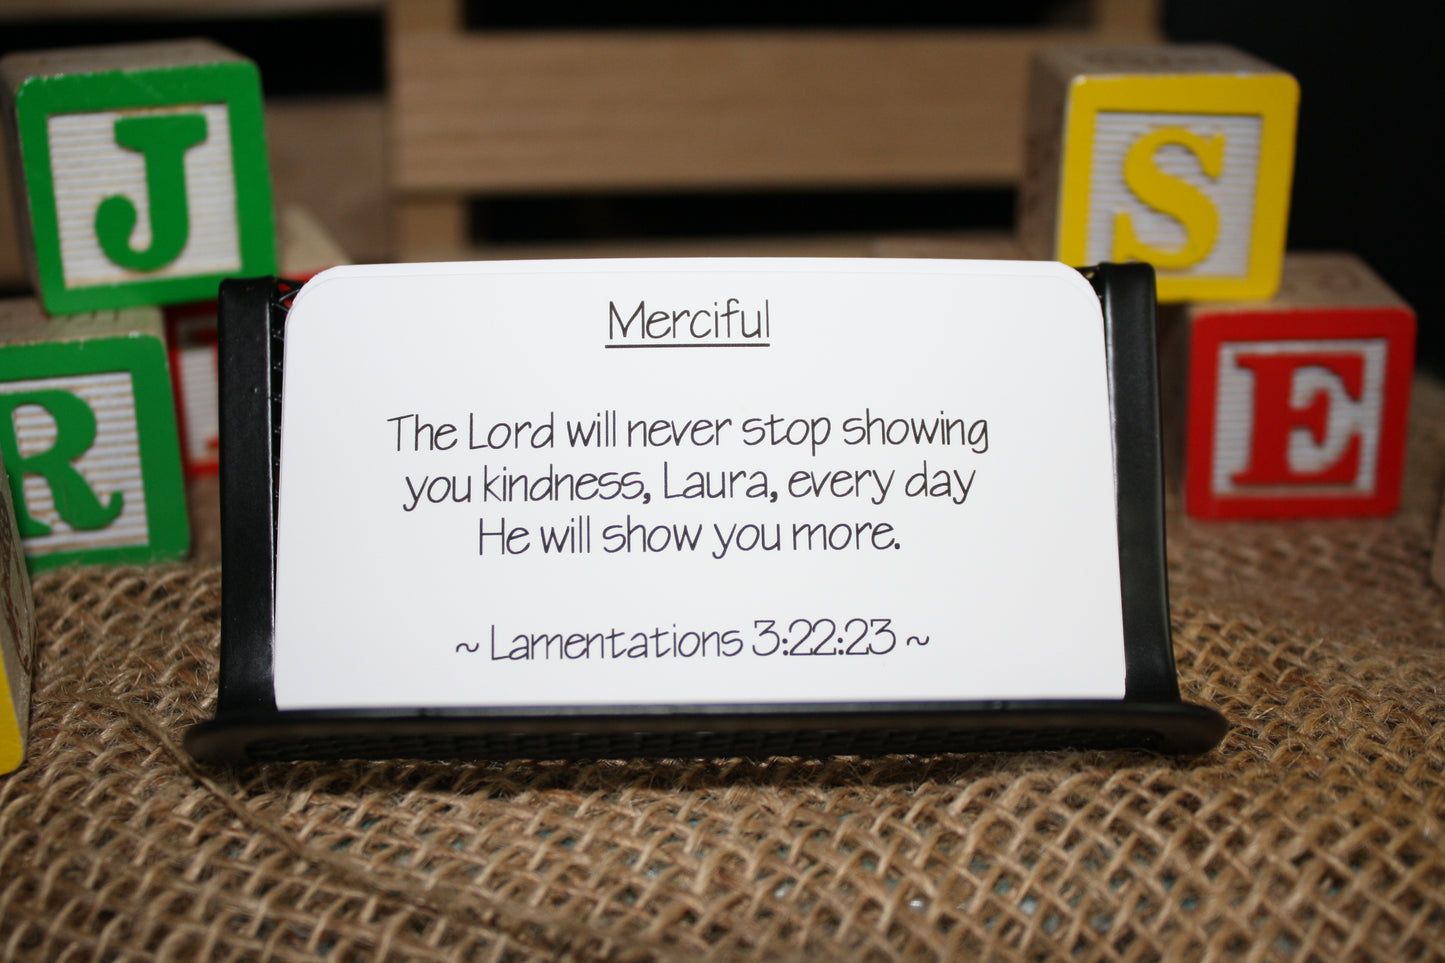 J
S
R
E
Merciful
The Lord will never stop showing
you kindness, Laura, every day
He will show you more.
~ Lamentations 3:22:23 ~